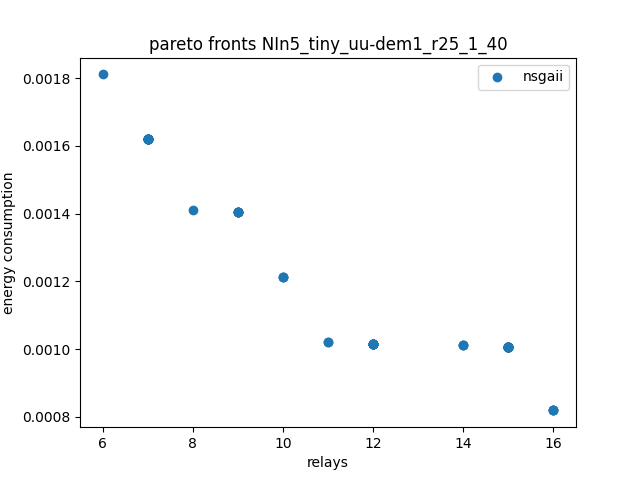 pareto fronts NIn5_tiny_uu-dem1_r25_1_40
nsgaii
0.0018
0.0016
0.0014
0.0012
0.0010
0.0008
energy consumption
6 8 10 12 14 16
relays